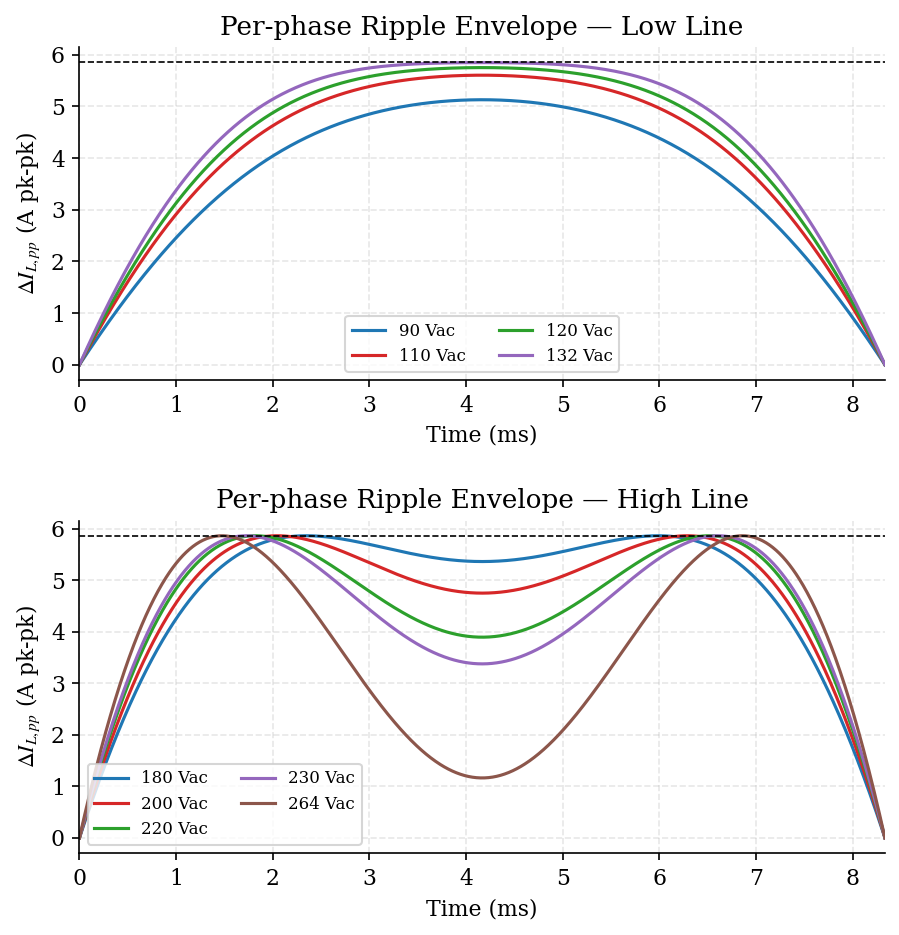 Per-phase Ripple Envelope — Low Line
6
5
4
3
2
1
0
ΔI_{L,pp} (A pk-pk)
90 Vac 120 Vac
110 Vac 132 Vac
0 1 2 3 4 5 6 7 8
Time (ms)
Per-phase Ripple Envelope — High Line
6
5
4
3
2
1
0
ΔI_{L,pp} (A pk-pk)
180 Vac 230 Vac
200 Vac 264 Vac
220 Vac
0 1 2 3 4 5 6 7 8
Time (ms)